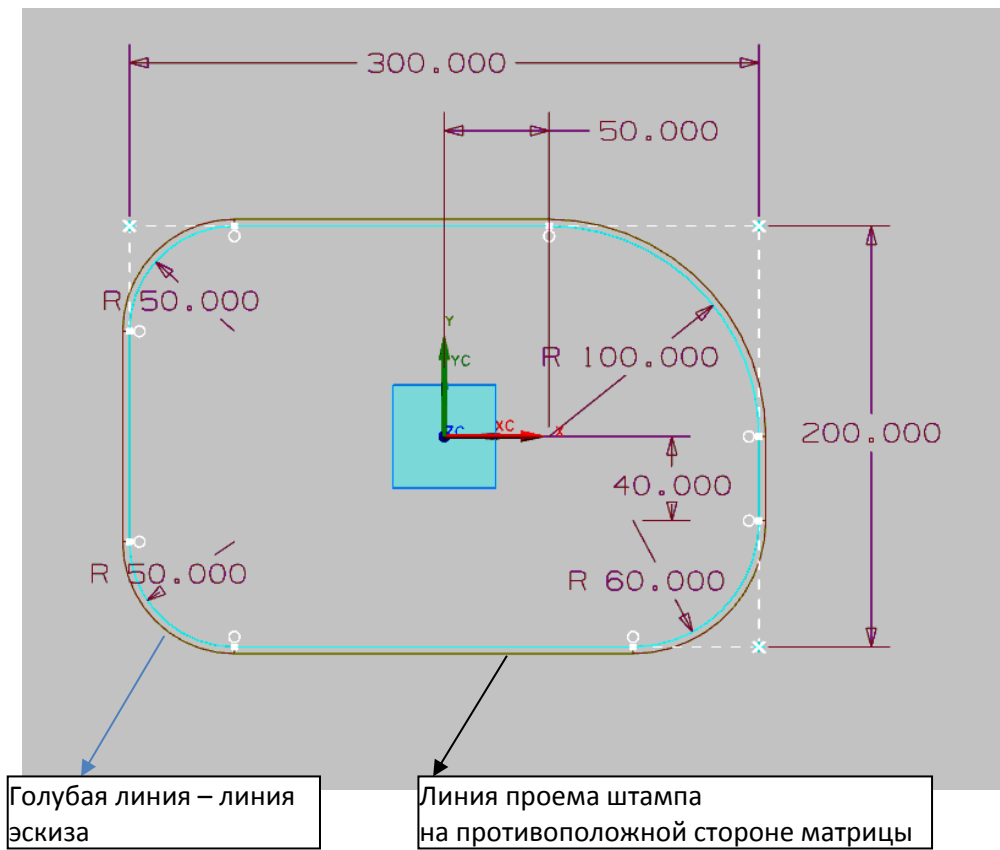 300.000
50.000
R 50.000
Y
YC
R 100.000
ZC
XC
X
200.000
40.000
R 50.000
R 60.000
Голубая линия – линия
эскиза
Линия проема штампа
на противоположной стороне матрицы